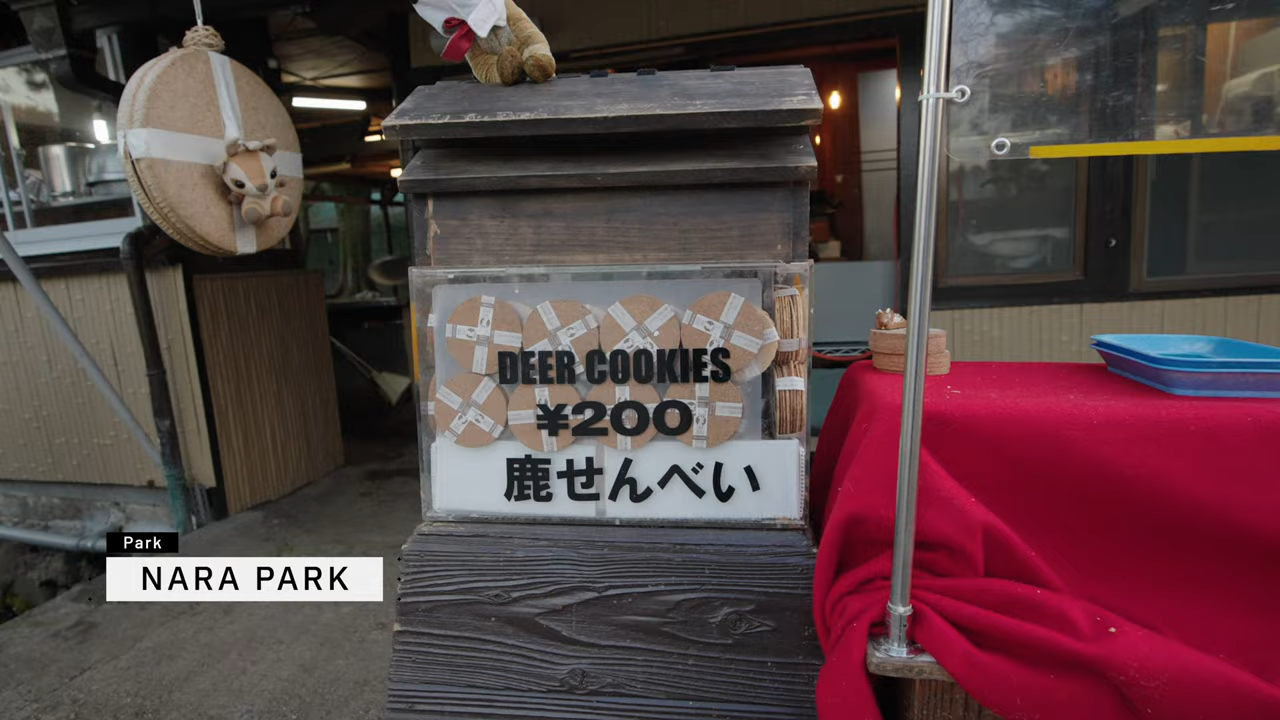 DEER COOKIES
¥200
鹿せんべい
Park
NARA PARK